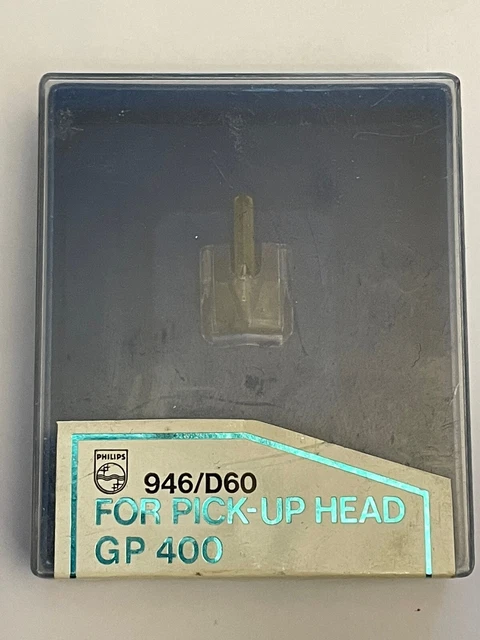 PHILIPS
946/D60
FOR PICK-UP HEAD
GP 400